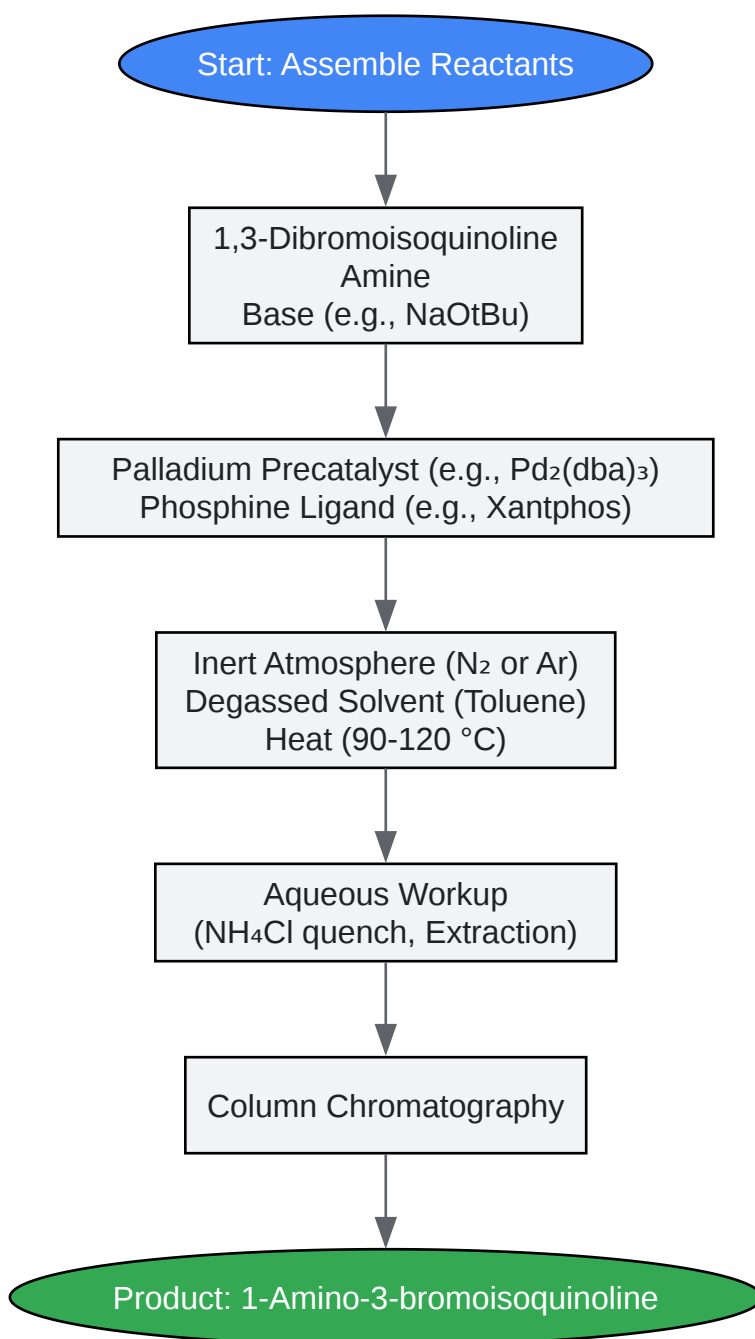 Start: Assemble Reactants
1,3-Dibromoisoquinoline
Amine
Base (e.g., NaOtBu)
Palladium Precatalyst (e.g., Pd₂(dba)₃)
Phosphine Ligand (e.g., Xantphos)
Inert Atmosphere (N₂ or Ar)
Degassed Solvent (Toluene)
Heat (90-120 °C)
Aqueous Workup
(NH₄Cl quench, Extraction)
Column Chromatography
Product: 1-Amino-3-bromoisoquinoline